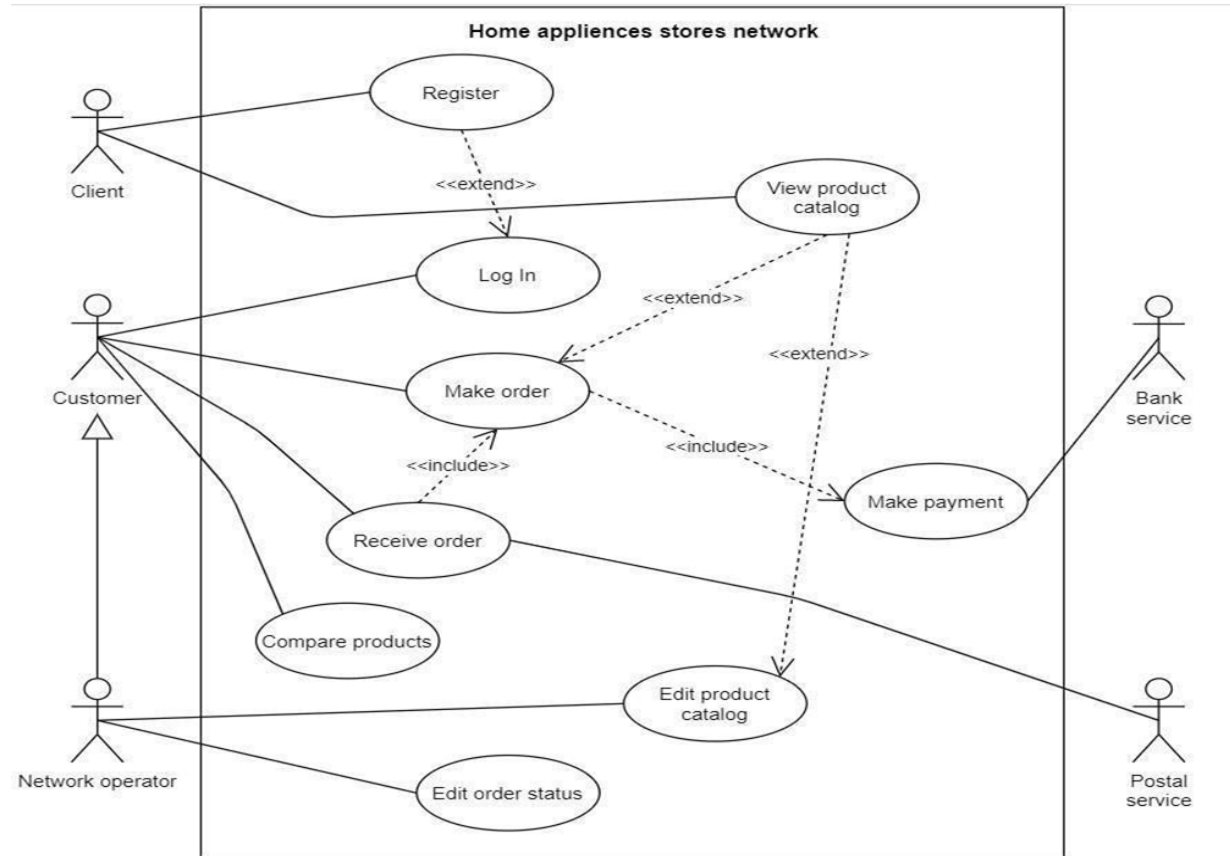 Home appliences stores network
Register
Client
<<extend>>
View product
catalog
Log In
<<extend>>
<<extend>>
Customer
Make order
Bank
service
<<include>>
<<include>>
Make payment
Receive order
Compare products
Edit product
catalog
Network operator
Edit order status
Postal
service